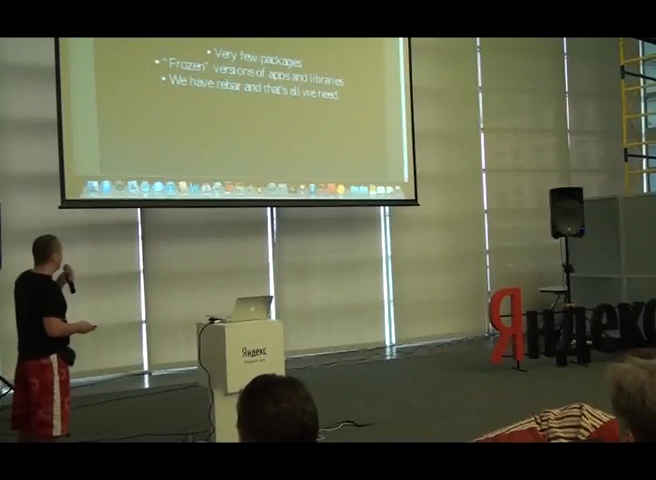 Very few packages
"Frozen" versions of apps and libraries
We have rebar and that's all we need
Яндекс
Яндекс